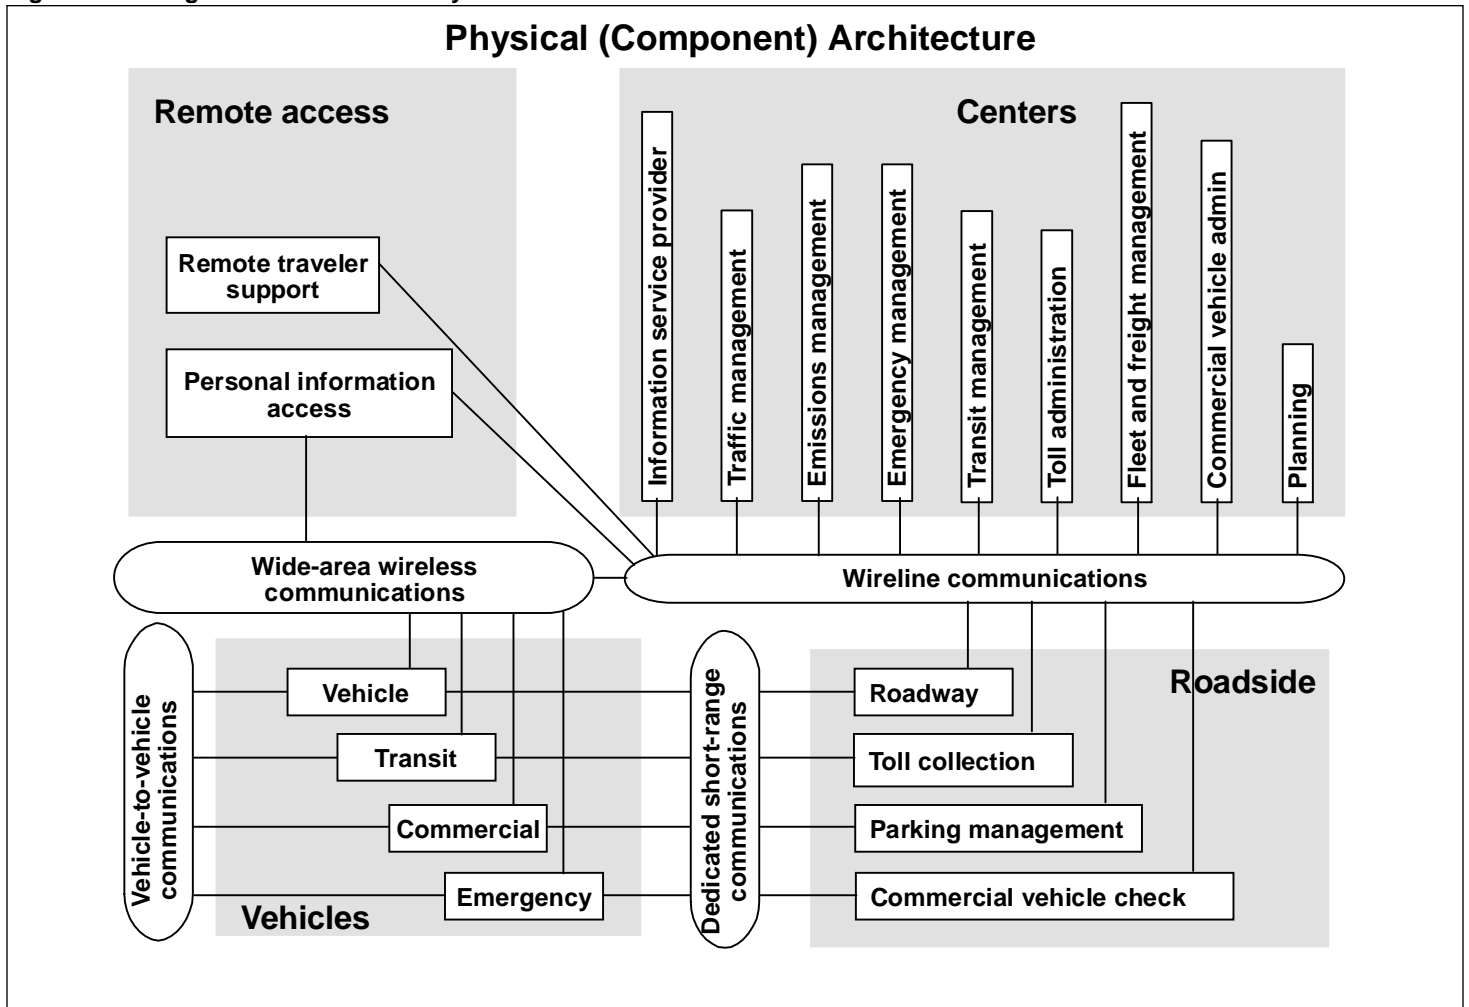 Physical (Component) Architecture
Remote access
Centers
Remote traveler
support
Personal information
access
Information service provider
Traffic management
Emissions management
Emergency management
Transit management
Toll administration
Fleet and freight management
Commercial vehicle admin
Planning
Wide-area wireless
communications
Wireline communications
Vehicle-to-vehicle
communications
Vehicle
Transit
Commercial
Emergency
Vehicles
Dedicated short-range
communications
Roadside
Roadway
Toll collection
Parking management
Commercial vehicle check